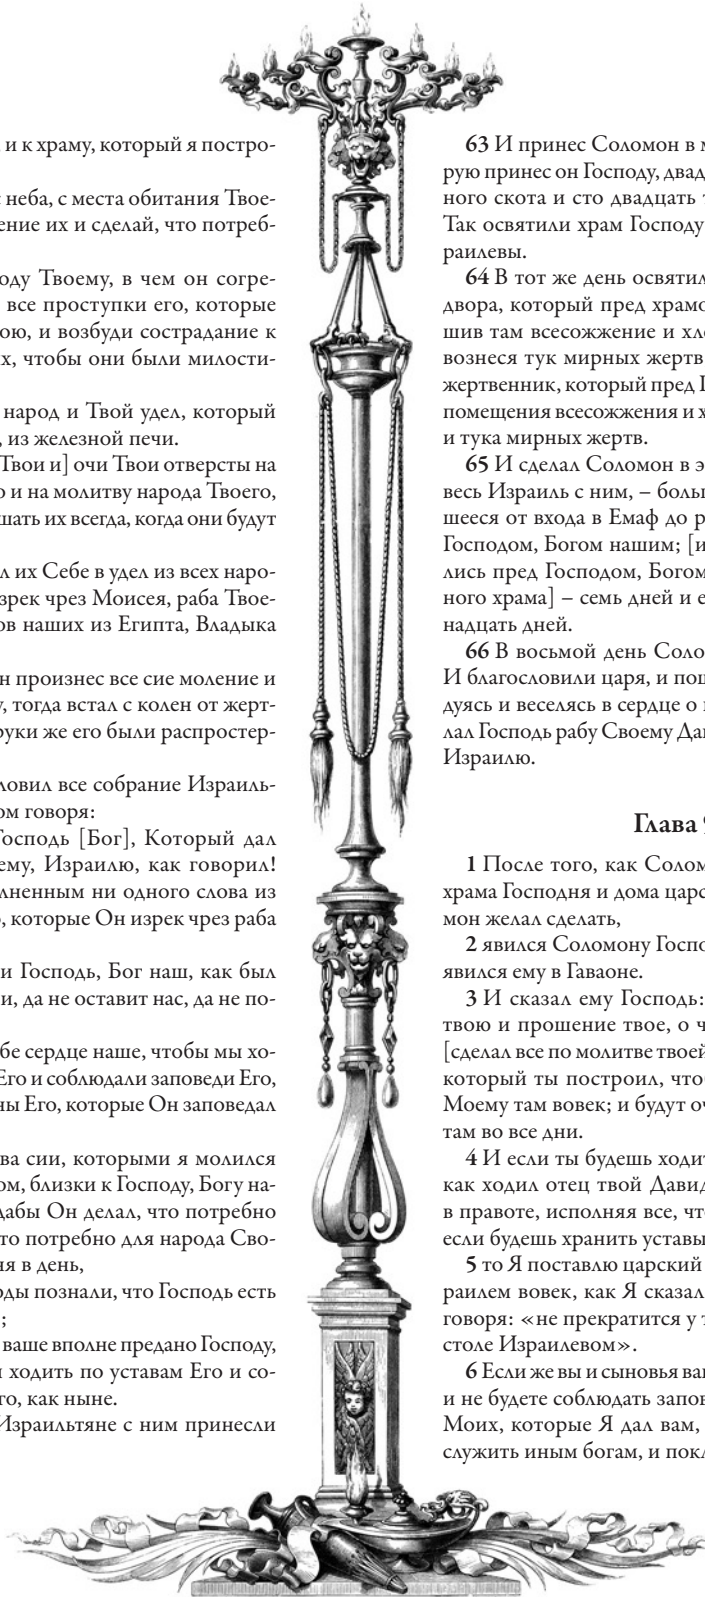 и к храму, который я постро-
неба, с места обитания Твое-
ение их и сделай, что потреб-
оду Твоему, в чем он согре-
все проступки его, которые
ою, и возбуди сострадание к
х, чтобы они были милости-
народ и Твой удел, который
, из железной печи.
Твои и] очи Твои отверсты на
о и на молитву народа Твоего,
шать их всегда, когда они будут
л их Себе в удел из всех наро-
зрек чрез Моисея, раба Твое-
ов наших из Египта, Владыка
н произнес все сие моление и
у, тогда встал с колен от жерт-
руки же его были распростер-
ловил все собрание Израиль-
ом говоря:
Господь [Бог], Который дал
ему, Израилю, как говорил!
лненным ни одного слова из
о, которые Он изрек чрез раба
и Господь, Бог наш, как был
и, да не оставит нас, да не по-
бе сердце наше, чтобы мы хо-
Его и соблюдали заповеди Его,
ны Его, которые Он заповедал
ва сии, которыми я молился
ом, близки к Господу, Богу на-
дабы Он делал, что потребно
то потребно для народа Сво-
ня в день,
оды познали, что Господь есть
;
ваше вполне предано Господу,
ходить по уставам Его и со-
го, как ныне.
Израильтяне с ним принесли
63 И принес Соломон в м
рую принес он Господу, двад
ного скота и сто двадцать т
Так освятили храм Господу
раилевы.
64 В тот же день освятил
двора, который пред храмо
шив там всесожжение и хле
вознеся тук мирных жертв
жертвенник, который пред Г
помещения всесожжения и х
и тука мирных жертв.
65 И сделал Соломон в э
весь Израиль с ним, – больш
шееся от входа в Емаф до р
Господом, Богом нашим; [и
лись пред Господом, Богом
ного храма] – семь дней и е
надцать дней.
66 В восьмой день Соло
И благословили царя, и пош
дуясь и веселясь в сердце о
лал Господь рабу Своему Дав
Израилю.
Глава 9
1 После того, как Солом
храма Господня и дома царс
мон желал сделать,
2 явился Соломону Госпо
явился ему в Гаваоне.
3 И сказал ему Господь:
твою и прошение твое, о ч
[сделал все по молитве твоей
который ты построил, чтоб
Моему там вовек; и будут оч
там во все дни.
4 И если ты будешь ходит
как ходил отец твой Давид
в правоте, исполняя все, чт
если будешь хранить уставы
5 то Я поставлю царский
раилем вовек, как Я сказал
говоря: «не прекратится у т
столе Израилевом».
6 Если же вы и сыновья ваш
и не будете соблюдать запов
Моих, которые Я дал вам,
служить иным богам, и покл